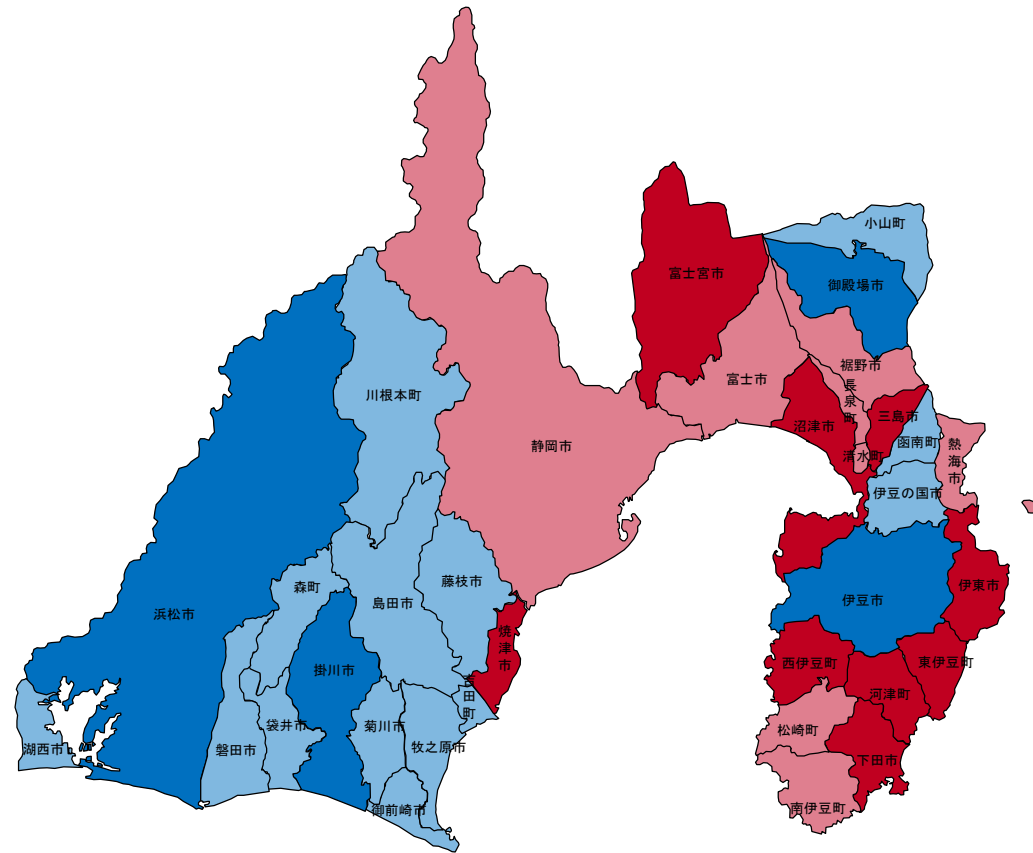 小山町
富士宮市
御殿場市
裾野市
富士市
長泉町
川根本町
三島市
沼津市
函南町
静岡市
熱海市
清水町
伊豆の国市
藤枝市
森町
伊東市
島田市
伊豆市
浜松市
焼津市
掛川市
西伊豆町
東伊豆町
吉田町
河津町
袋井市
菊川市
松崎町
湖西市
磐田市
牧之原市
下田市
御前崎市
南伊豆町